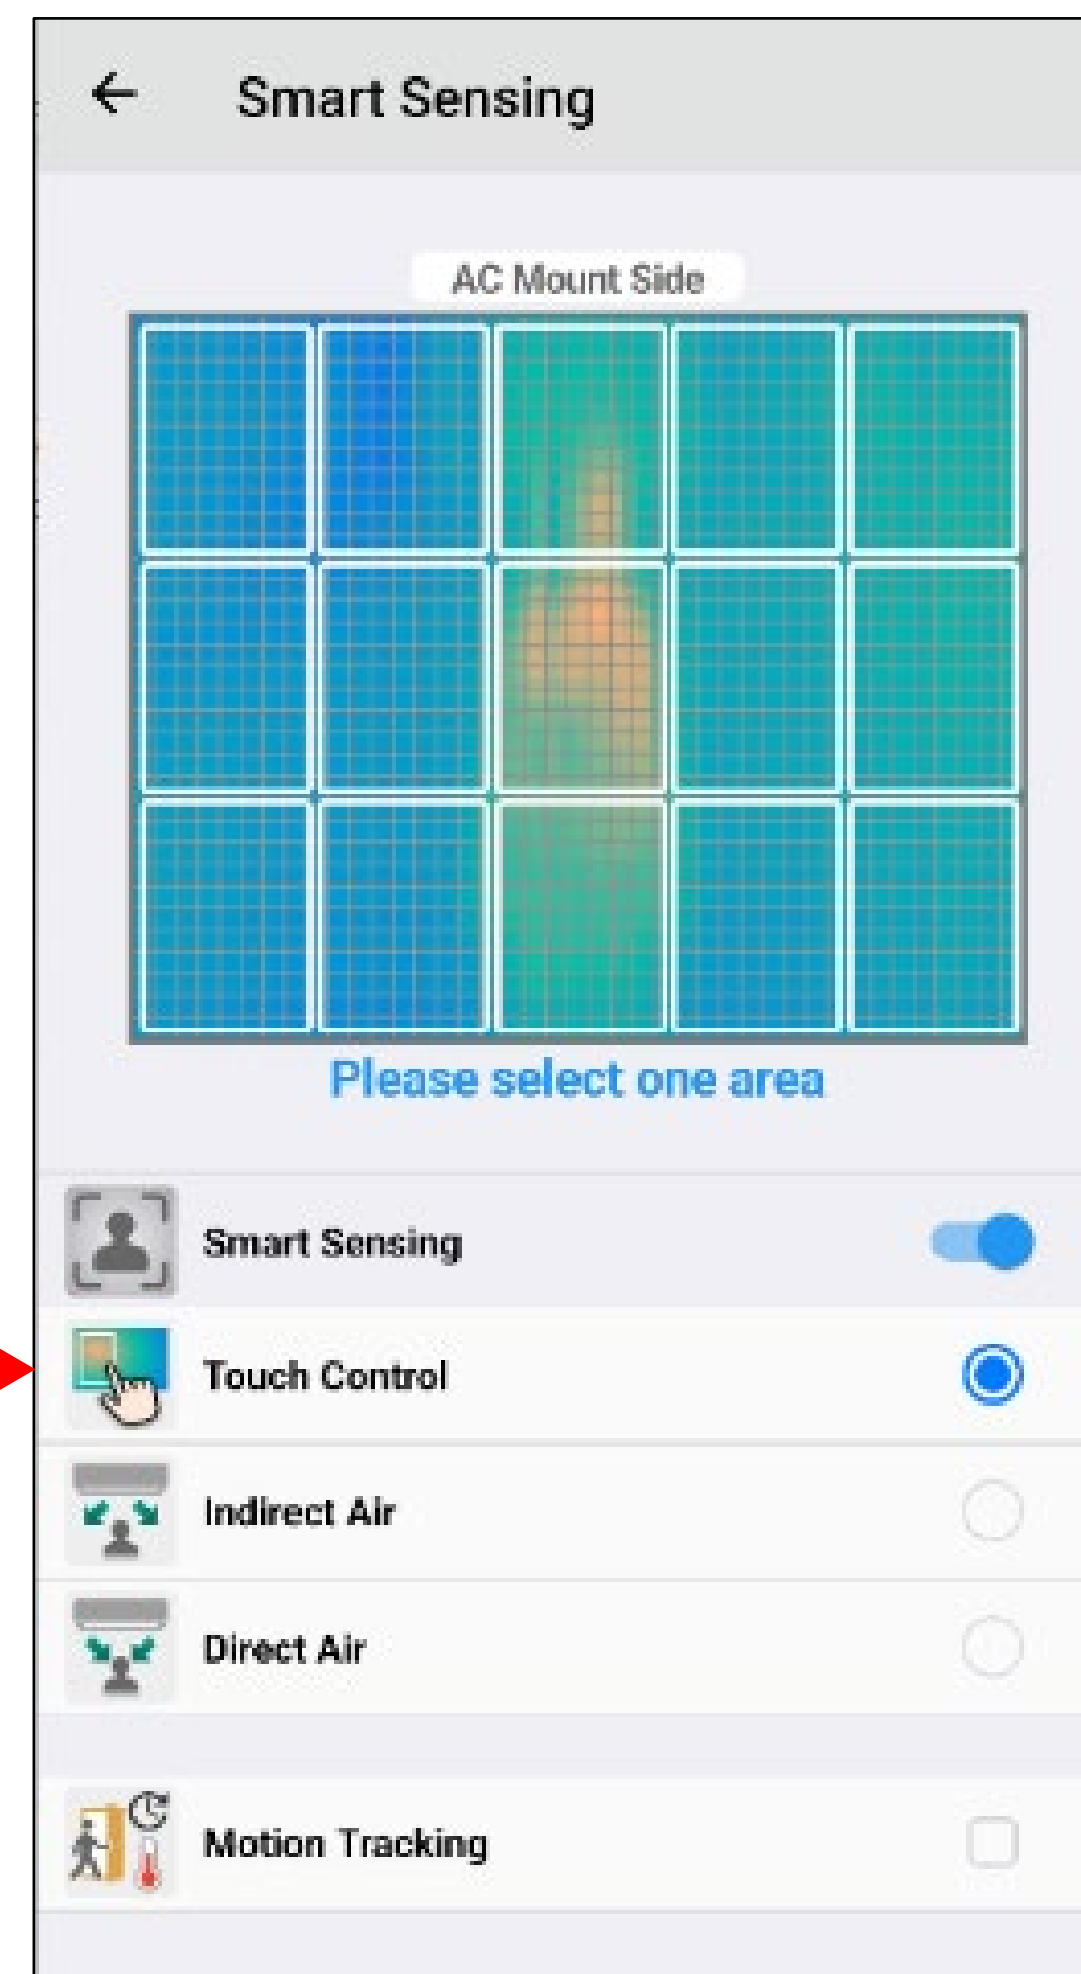 Smart Sensing
AC Mount Side
Please select one area
Smart Sensing
Touch Control
Indirect Air
Direct Air
Motion Tracking